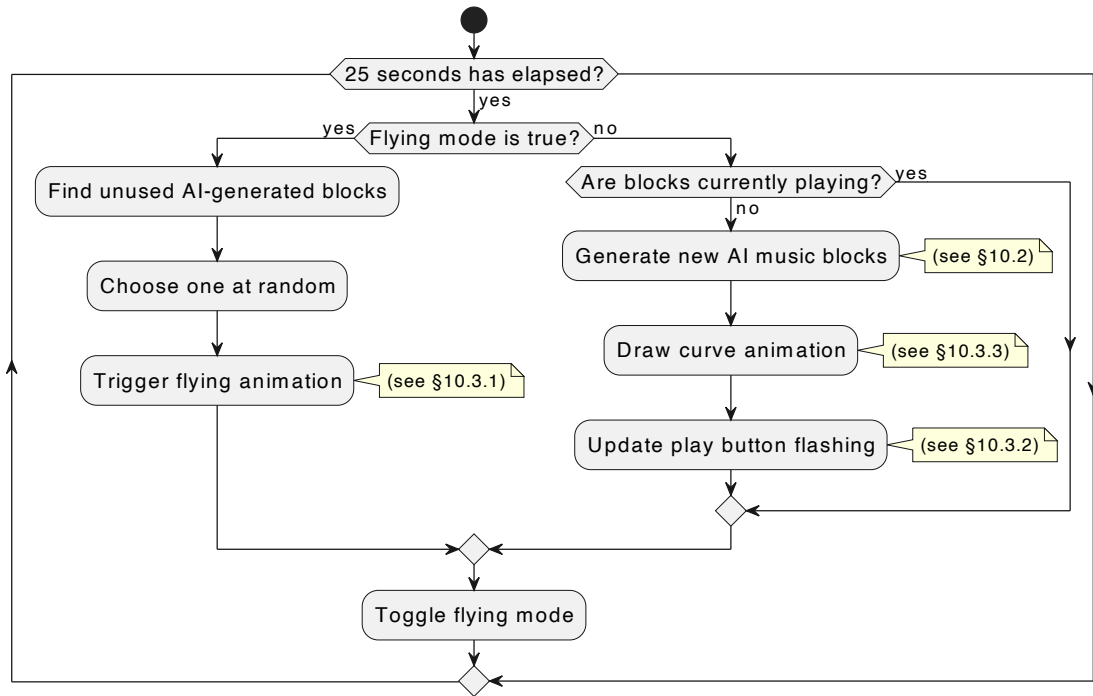 25 seconds has elapsed?
yes
yes
Flying mode is true?
no
Find unused AI-generated blocks
Are blocks currently playing?
yes
no
Choose one at random
Generate new AI music blocks
(see §10.2)
Trigger flying animation
(see §10.3.1)
Draw curve animation
(see §10.3.3)
Update play button flashing
(see §10.3.2)
Toggle flying mode